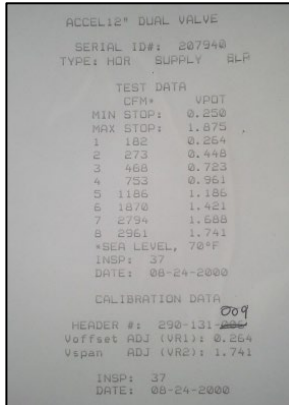 ACCEL12" DUAL VALVE
SERIAL ID#: 207940
TYPE: HOR SUPPLY BLP
TEST DATA
CFM* VPOT
MIN STOP: 0.250
MAX STOP: 1.875
1 182 0.264
2 273 0.448
3 468 0.723
4 753 0.961
5 1186 1.186
6 1870 1.421
7 2794 1.688
8 2961 1.741
*SEA LEVEL, 70°F
INSP: 37
DATE: 08-24-2000
CALIBRATION DATA
009
HEADER #: 290-131-
Voffset ADJ (VR1): 0.264
Vspan ADJ (VR2): 1.741
INSP: 37
DATE: 08-24-2000